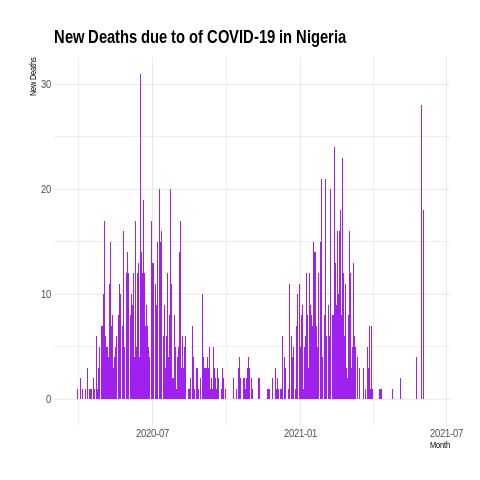 New Deaths due to of COVID-19 in Nigeria
New Deaths
30
20
10
0
2020-07
2021-01
2021-07
Month